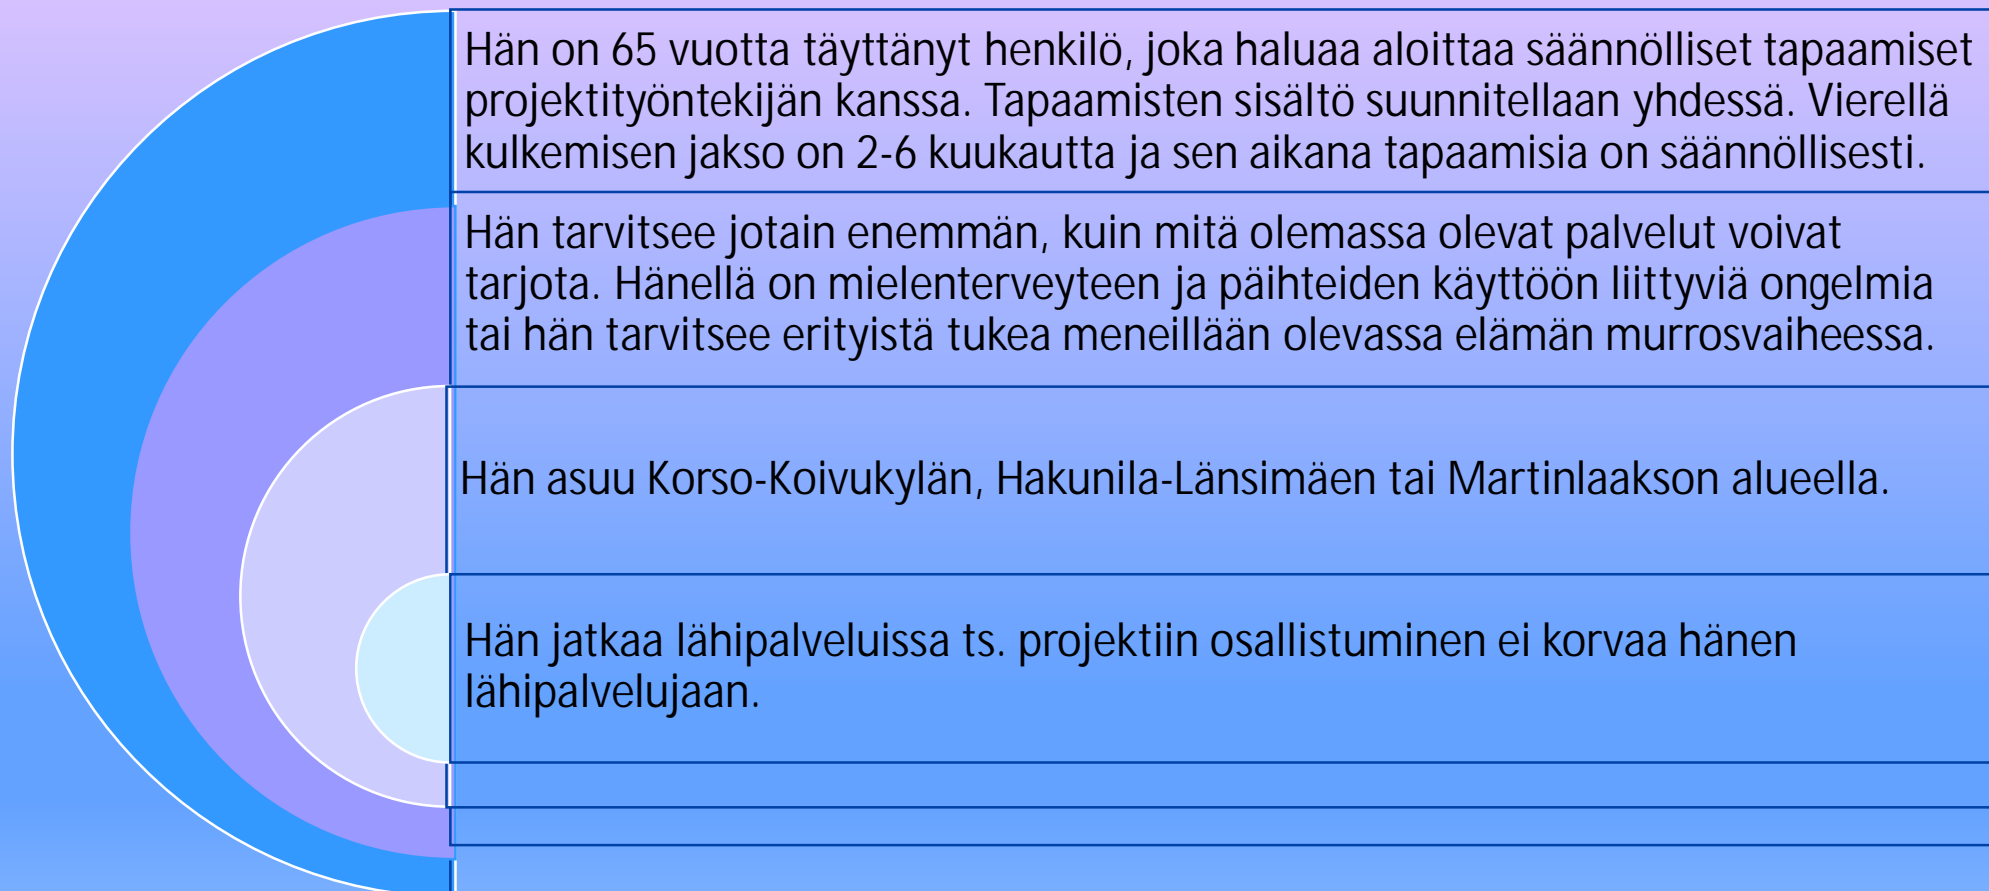 Hän on 65 vuotta täyttänyt henkilö, joka haluaa aloittaa säännölliset tapaamiset
projektityöntekijän kanssa. Tapaamisten sisältö suunnitellaan yhdessä. Vierellä
kulkemisen jakso on 2-6 kuukautta ja sen aikana tapaamisia on säännöllisesti.
Hän tarvitsee jotain enemmän, kuin mitä olemassa olevat palvelut voivat
tarjota. Hänellä on mielenterveyteen ja päihteiden käyttöön liittyviä ongelmia
tai hän tarvitsee erityistä tukea meneillään olevassa elämän murrosvaiheessa.
Hän asuu Korso-Koivukylän, Hakunila-Länsimäen tai Martinlaakson alueella.
Hän jatkaa lähipalveluissa ts. projektiin osallistuminen ei korvaa hänen
lähipalvelujaan.